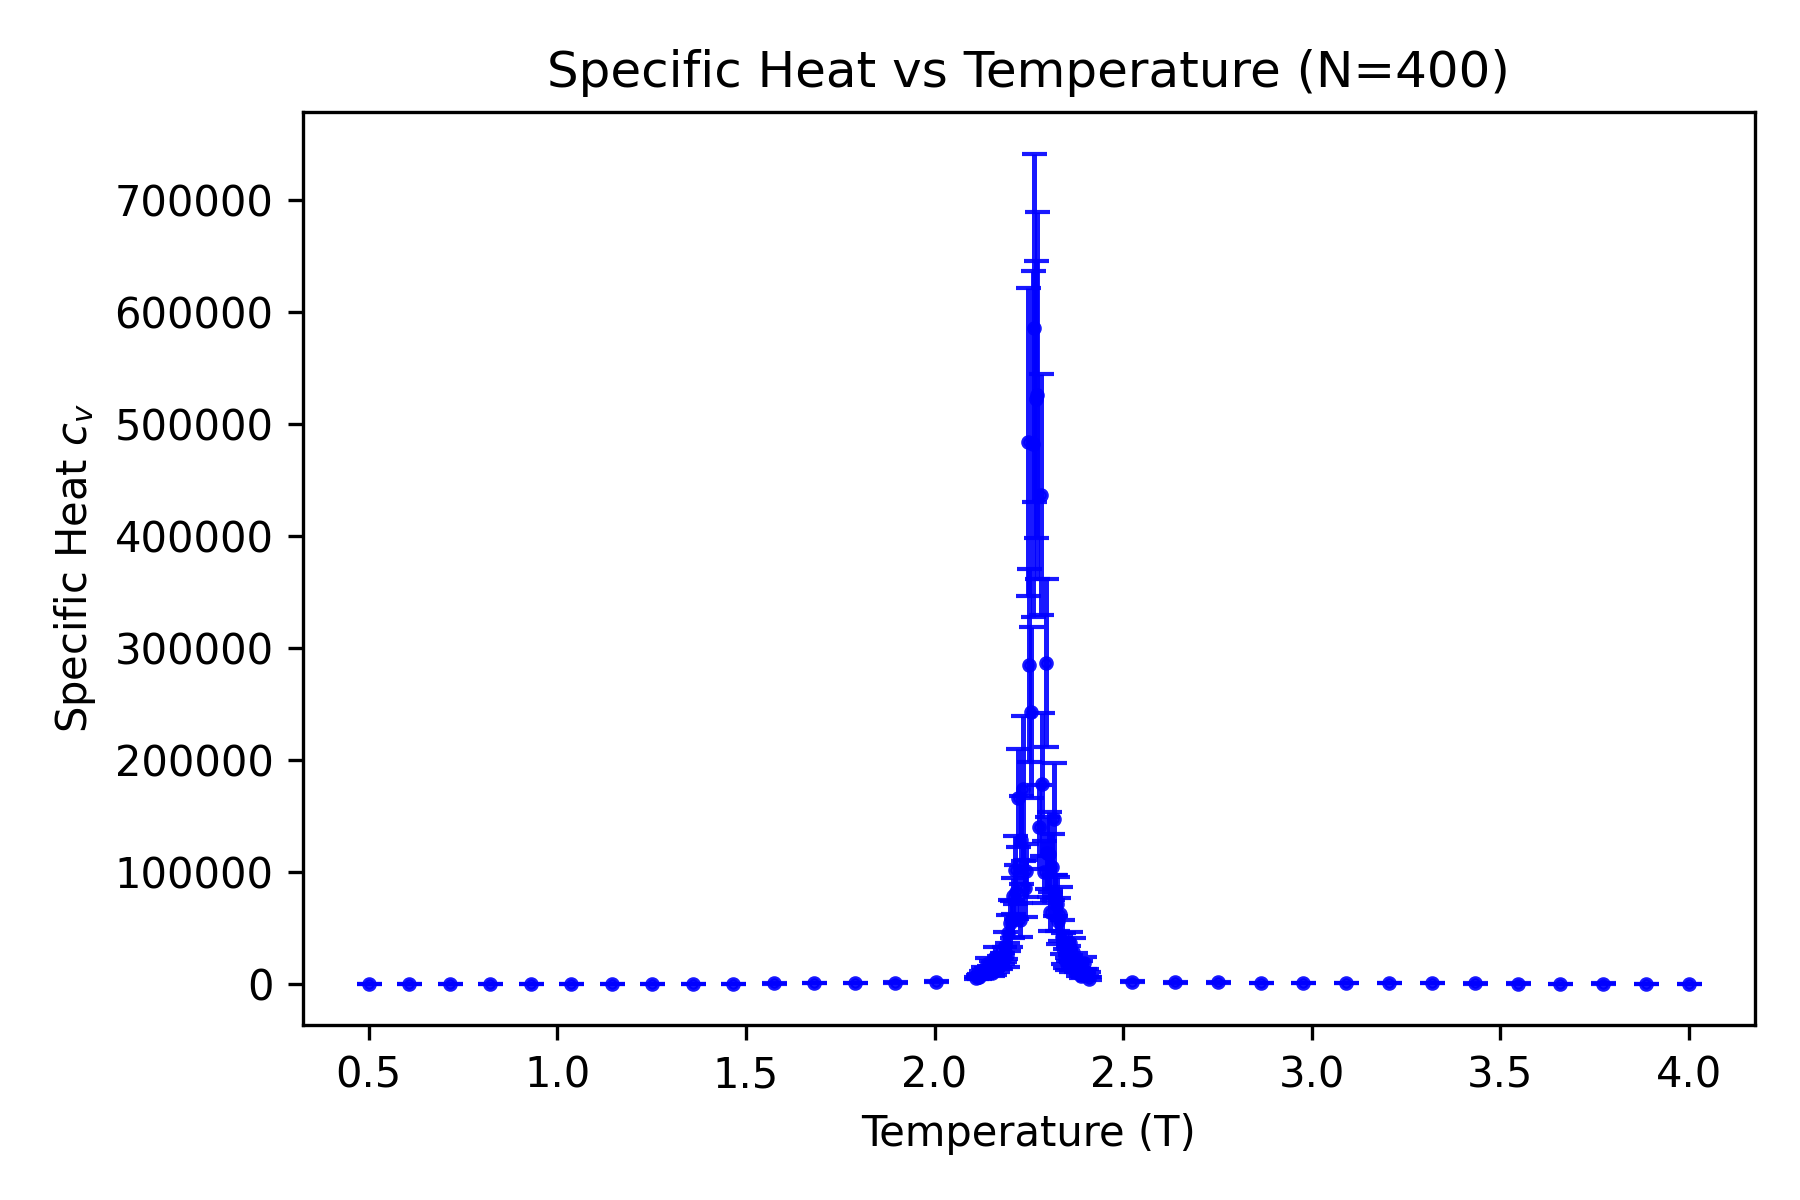 Specific Heat vs Temperature (N=400)
Specific Heat cᵥ
700000
600000
500000
400000
300000
200000
100000
0
0.5 1.0 1.5 2.0 2.5 3.0 3.5 4.0
Temperature (T)